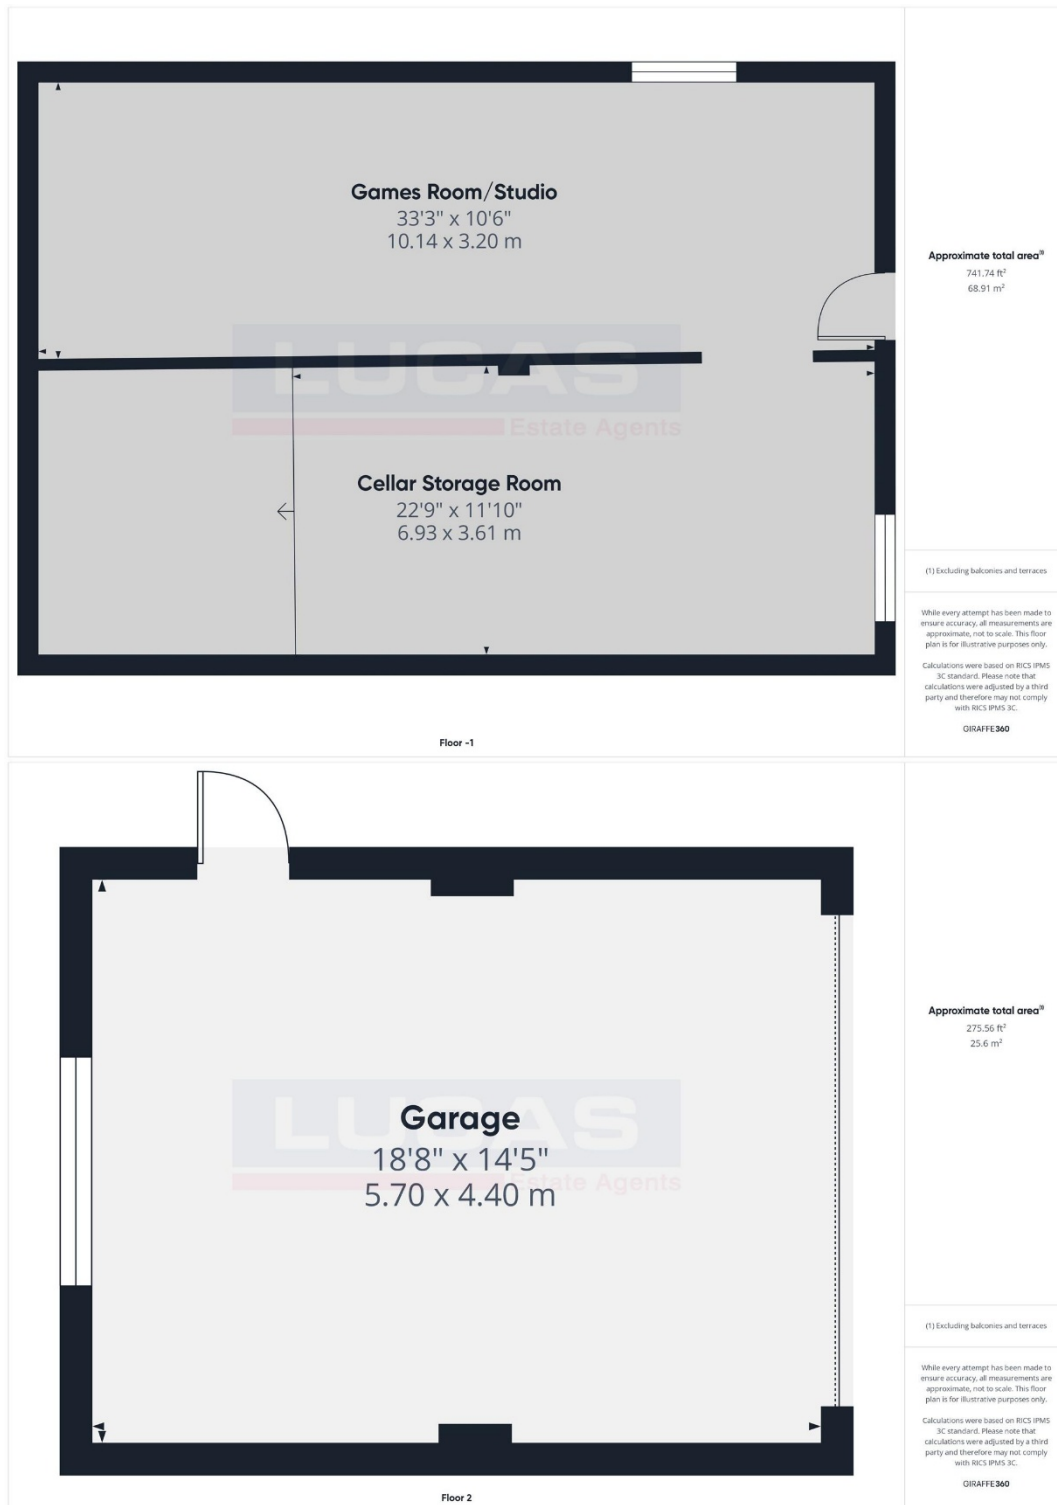 Games Room/Studio
33'3" x 10'6"
10.14 x 3.20 m
LUCAS
Estate Agents
Cellar Storage Room
22'9" x 11'10"
6.93 x 3.61 m
Floor -1
Approximate total area⁽¹⁾
741.74 ft²
68.91 m²
(1) Excluding balconies and terraces
While every attempt has been made to
ensure accuracy, all measurements are
approximate, not to scale. This floor
plan is for illustrative purposes only.
Calculations were based on RICS IPMS
3C standard. Please note that
calculations were adjusted by a third
party and therefore may not comply
with RICS IPMS 3C.
GIRAFFE360
LUCAS
Estate Agents
Garage
18'8" x 14'5"
5.70 x 4.40 m
Floor 2
Approximate total area⁽¹⁾
275.56 ft²
25.6 m²
(1) Excluding balconies and terraces
While every attempt has been made to
ensure accuracy, all measurements are
approximate, not to scale. This floor
plan is for illustrative purposes only.
Calculations were based on RICS IPMS
3C standard. Please note that
calculations were adjusted by a third
party and therefore may not comply
with RICS IPMS 3C.
GIRAFFE360